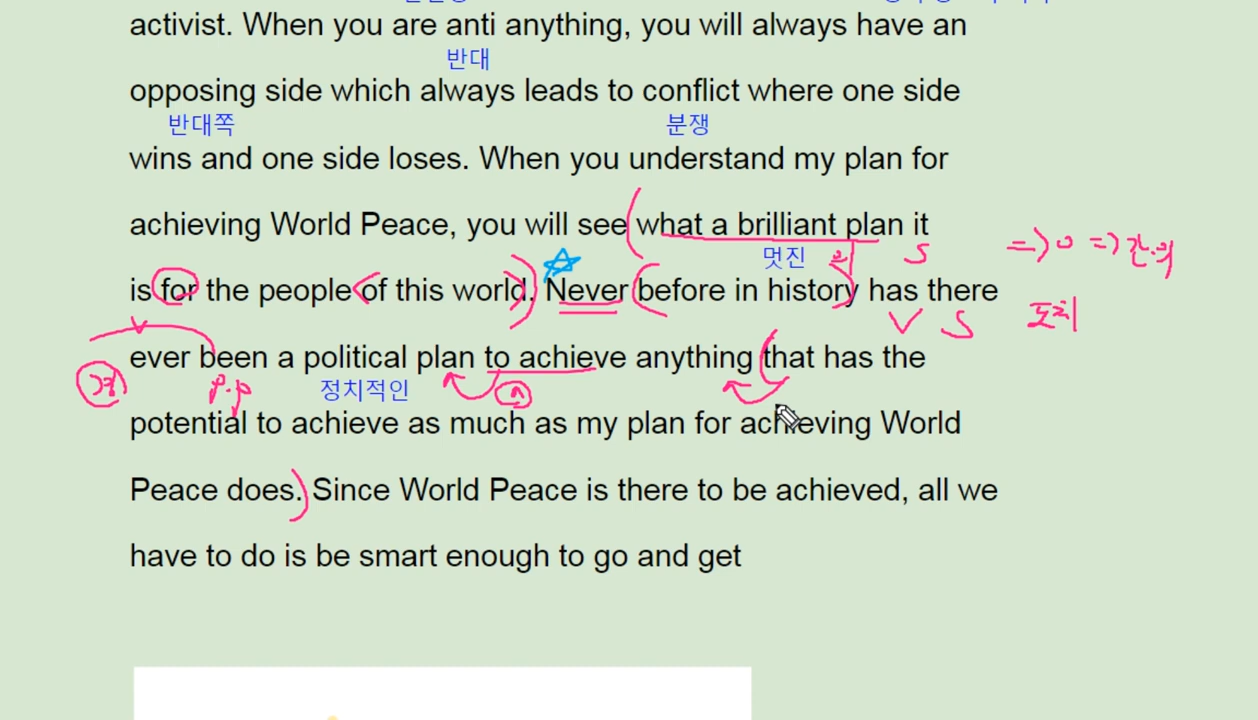 activist. When you are anti anything, you will always have an
반대
opposing side which always leads to conflict where one side
반대쪽 분쟁
wins and one side loses. When you understand my plan for
achieving World Peace, you will see what a brilliant plan it
S => o => 간.의
멋진
is for the people of this world. Never before in history has there
V S 도치
ever been a political plan to achieve anything that has the
p.p 정치적인
potential to achieve as much as my plan for achieving World
Peace does. Since World Peace is there to be achieved, all we
have to do is be smart enough to go and get